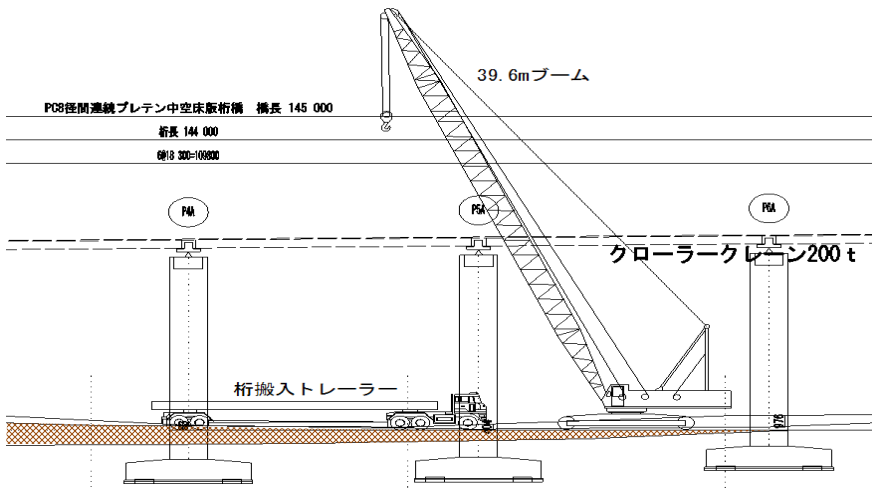 39.6mブーム
PC8径間連続プレテン中空床版桁橋 橋長 145 000
桁長 144 000
6@18 300=109800
P4A
P5A
P6A
クローラークレーン200t
桁搬入トレーラー
976